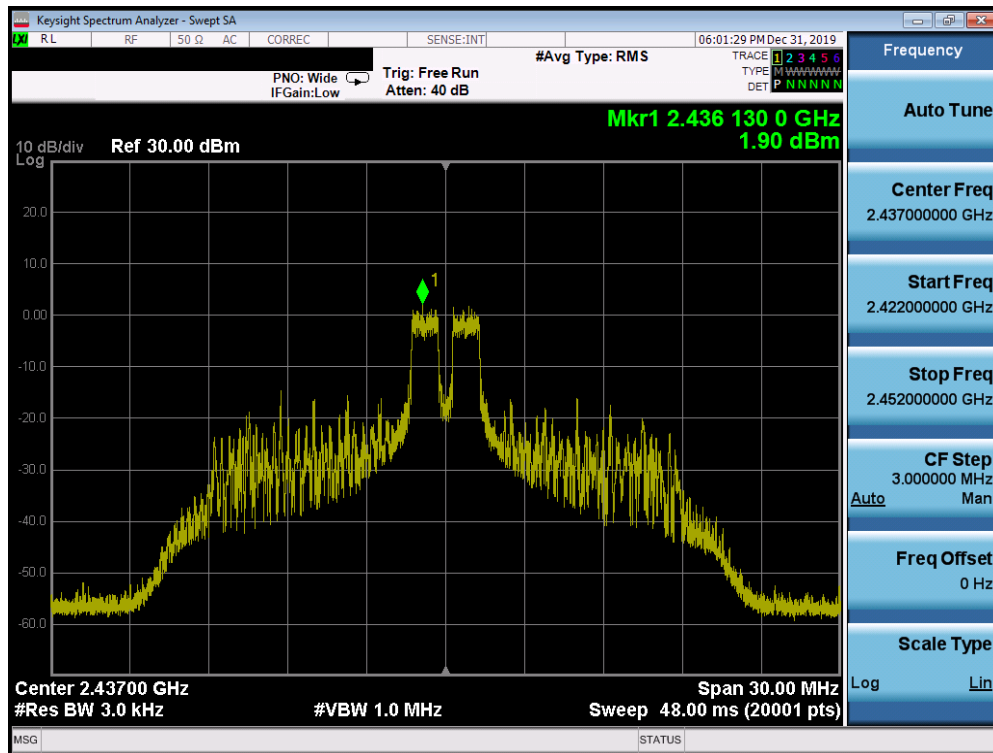 Keysight Spectrum Analyzer - Swept SA
LXI RL RF 50 Ω AC CORREC SENSE:INT 06:01:29 PM Dec 31, 2019
#Avg Type: RMS
TRACE 1 2 3 4 5 6
PNO: Wide Trig: Free Run
TYPE M WWWWW
IFGain:Low Atten: 40 dB
DET P N N N N N
Mkr1 2.436 130 0 GHz
1.90 dBm
10 dB/div Ref 30.00 dBm
Log
20.0
10.0
0.00
-10.0
-20.0
-30.0
-40.0
-50.0
-60.0
1
Center 2.43700 GHz Span 30.00 MHz
#Res BW 3.0 kHz #VBW 1.0 MHz Sweep 48.00 ms (20001 pts)
MSG STATUS
Frequency
Auto Tune
Center Freq
2.437000000 GHz
Start Freq
2.422000000 GHz
Stop Freq
2.452000000 GHz
CF Step
3.000000 MHz
Auto Man
Freq Offset
0 Hz
Scale Type
Log Lin